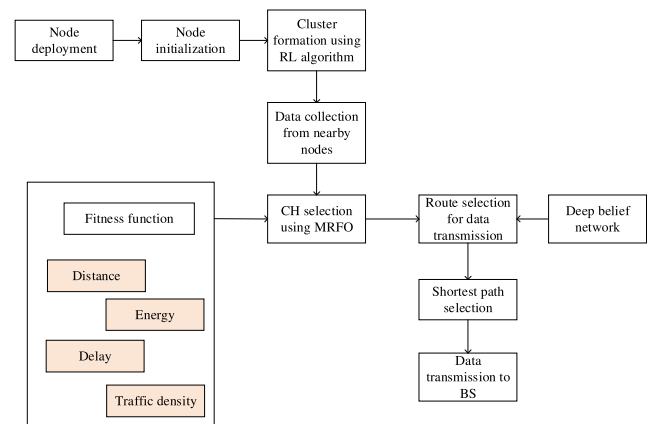 Node
deployment
Node
initialization
Cluster
formation using
RL algorithm
Data collection
from nearby
nodes
Fitness function
Distance
Energy
Delay
Traffic density
CH selection
using MRFO
Route selection
for data
transmission
Deep belief
network
Shortest path
selection
Data
transmission to
BS